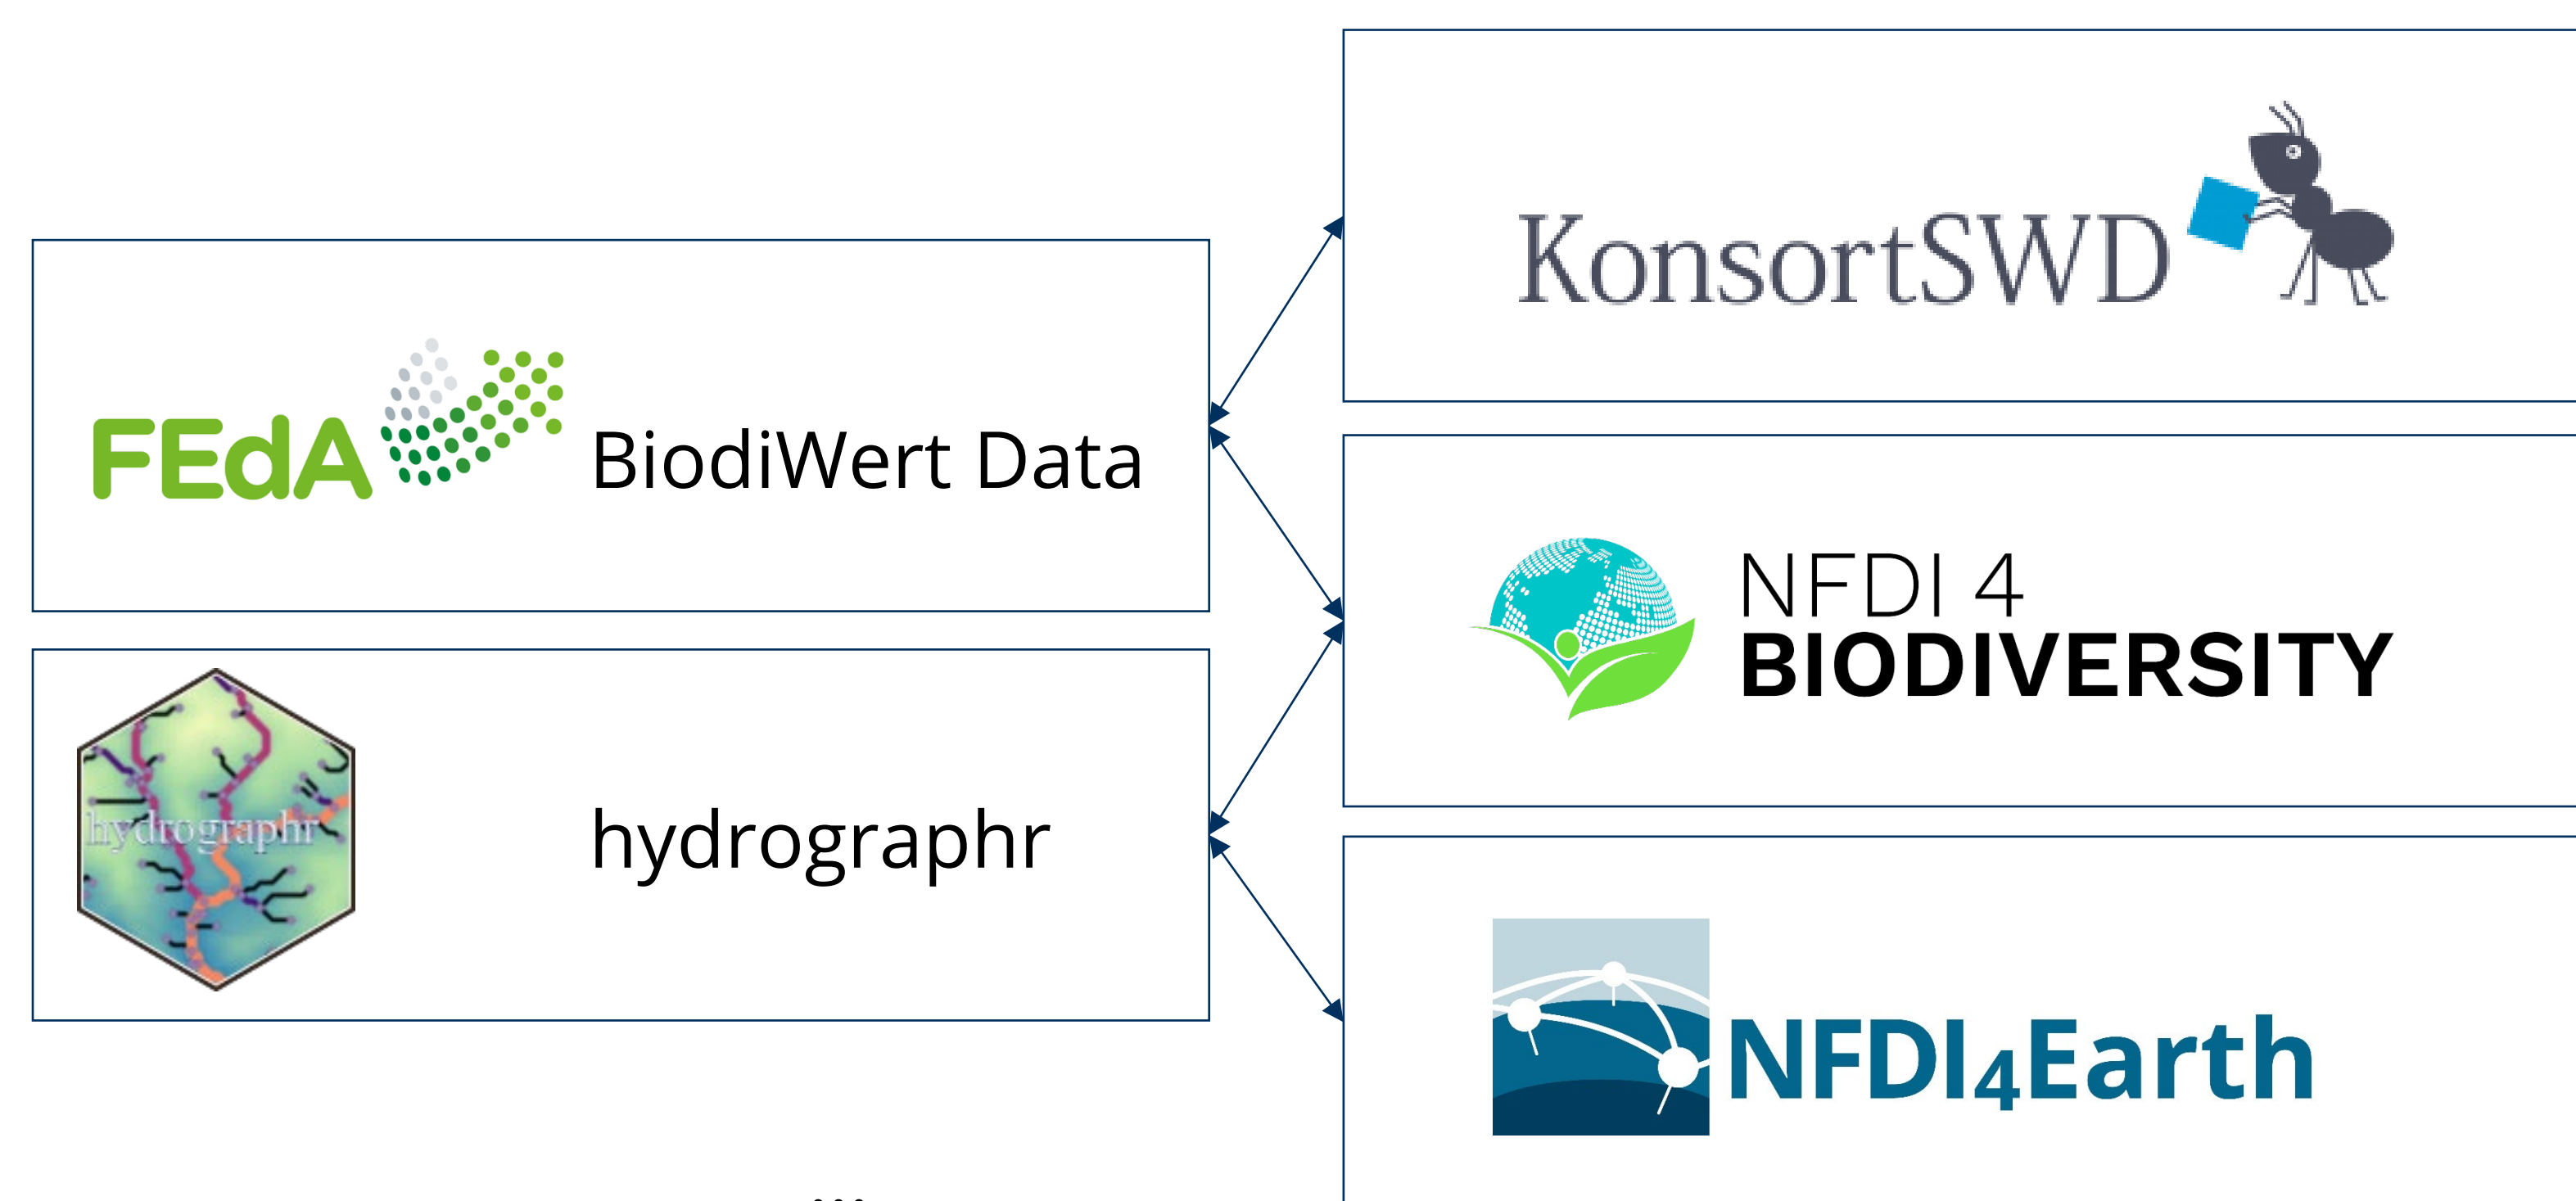 KonsortSWD
FEdA
BiodiWert Data
NFDI 4
BIODIVERSITY
hydrographr
hydrographr
NFDI4Earth